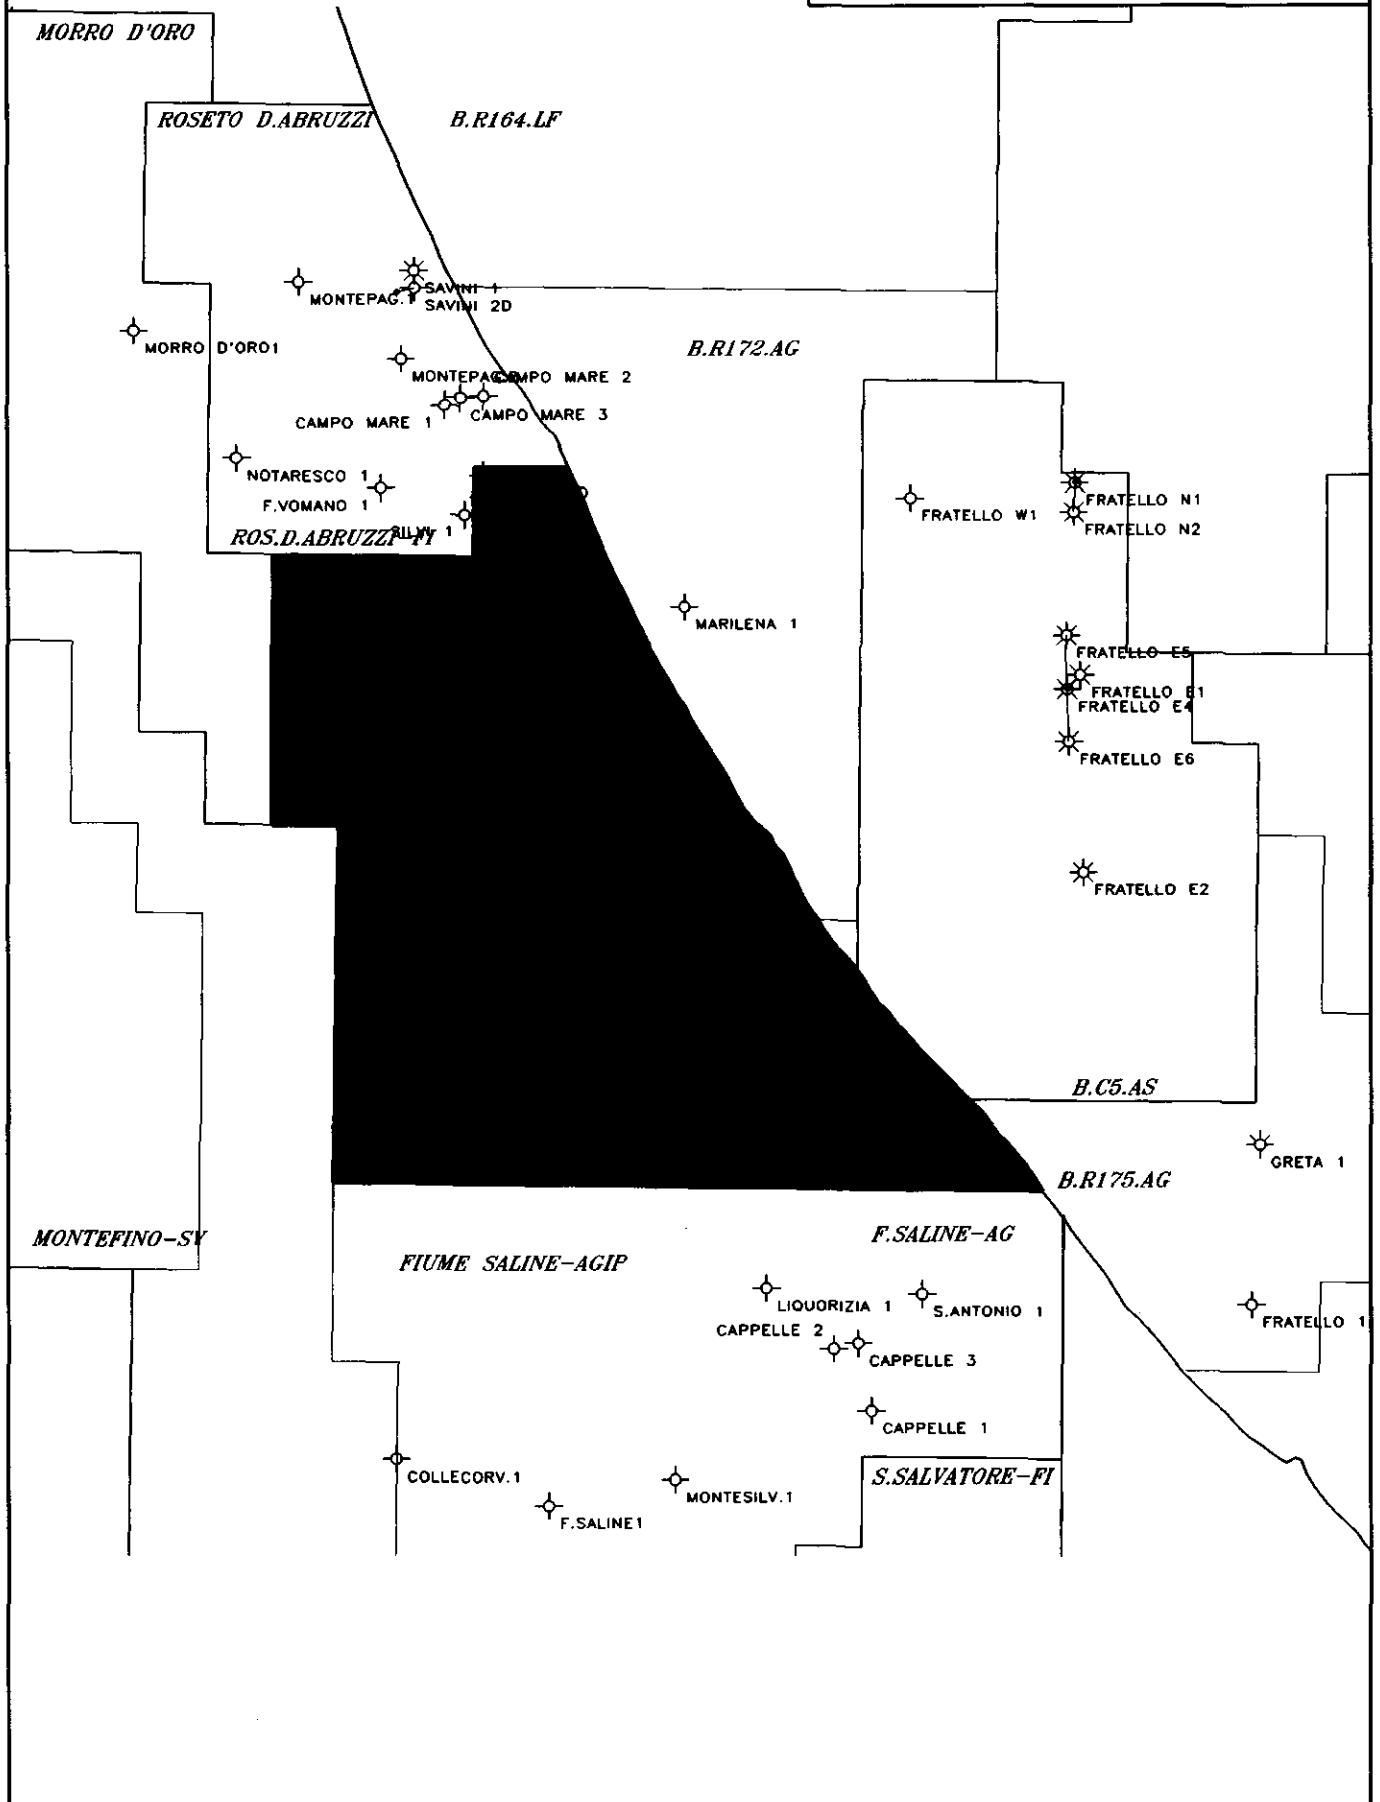 MORRO D'ORO
ROSETO D.ABRUZZI
B.R164.LF
MONTEPAG.1
SAVINI 1
SAVINI 2D
MORRO D'ORO1
B.R172.AG
CAMPO MARE 2
CAMPO MARE 3
CAMPO MARE 1
NOTARESCO 1
F.VOMANO 1
SILVI 1
ROS.D.ABRUZZI-FI
FRATELLO W1
FRATELLO N1
FRATELLO N2
MARILENA 1
FRATELLO E5
FRATELLO E1
FRATELLO E4
FRATELLO E6
FRATELLO E2
B.C5.AS
GRETA 1
B.R175.AG
MONTEFINO-SV
F.SALINE-AG
FIUME SALINE-AGIP
LIQUORIZIA 1
S.ANTONIO 1
FRATELLO 1
CAPPELLE 2
CAPPELLE 3
CAPPELLE 1
COLLECORV.1
S.SALVATORE-FI
MONTESILV.1
F.SALINE1